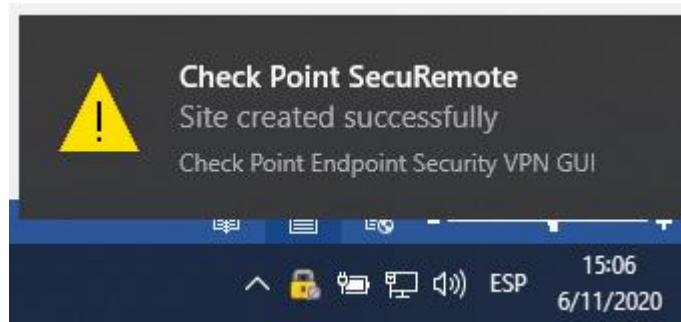 Check Point SecuRemote
Site created successfully
Check Point Endpoint Security VPN GUI
ESP
15:06
6/11/2020